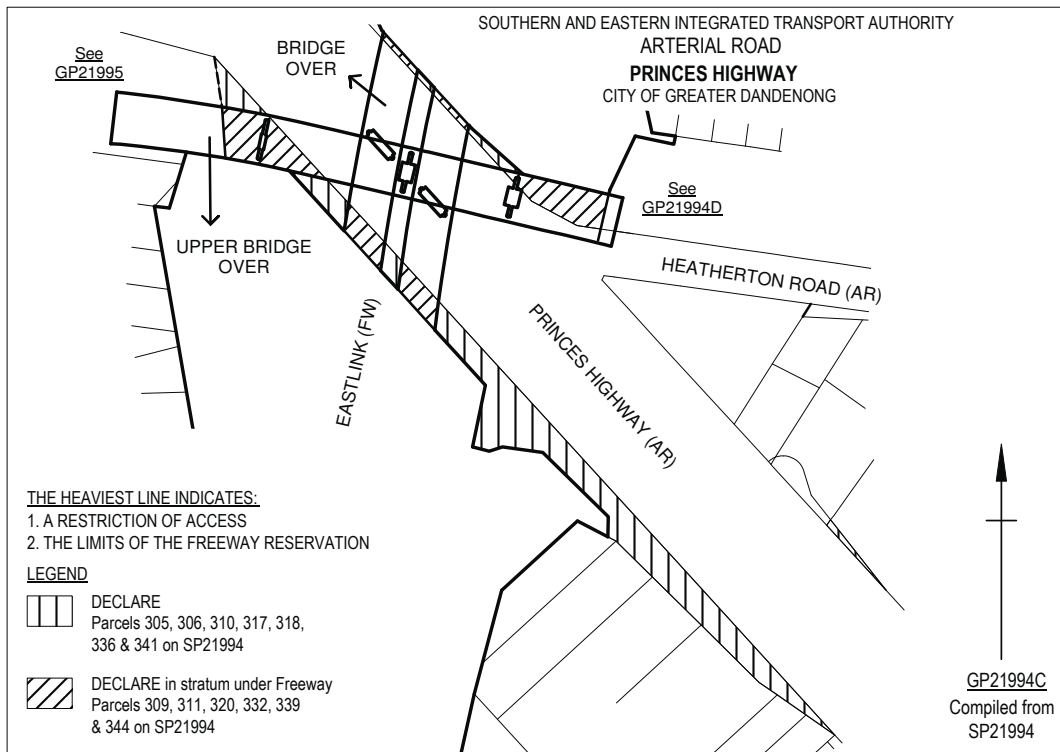 SOUTHERN AND EASTERN INTEGRATED TRANSPORT AUTHORITY
ARTERIAL ROAD
PRINCES HIGHWAY
CITY OF GREATER DANDENONG
See
GP21995
BRIDGE
OVER
See
GP21994D
UPPER BRIDGE
OVER
HEATHERTON ROAD (AR)
EASTLINK (FW)
PRINCES HIGHWAY (AR)
THE HEAVIEST LINE INDICATES:
1. A RESTRICTION OF ACCESS
2. THE LIMITS OF THE FREEWAY RESERVATION
LEGEND
DECLARE
Parcels 305, 306, 310, 317, 318,
336 & 341 on SP21994
DECLARE in stratum under Freeway
Parcels 309, 311, 320, 332, 339
& 344 on SP21994
GP21994C
Compiled from
SP21994